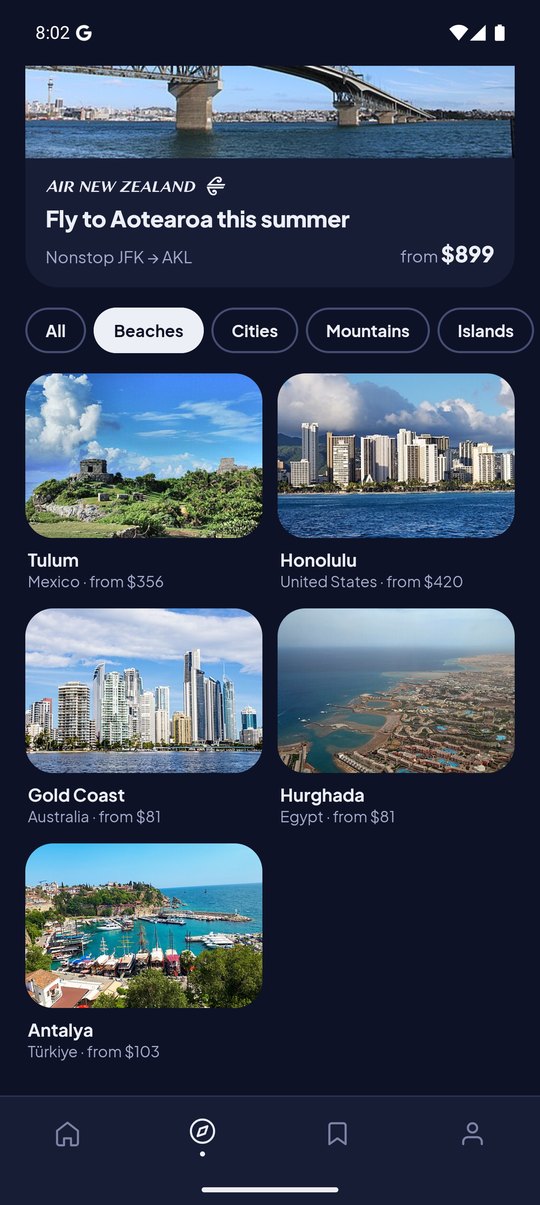 8:02 G
AIR NEW ZEALAND
Fly to Aotearoa this summer
Nonstop JFK → AKL
from $899
All
Beaches
Cities
Mountains
Islands
Tulum
Mexico · from $356
Honolulu
United States · from $420
Gold Coast
Australia · from $81
Hurghada
Egypt · from $81
Antalya
Türkiye · from $103